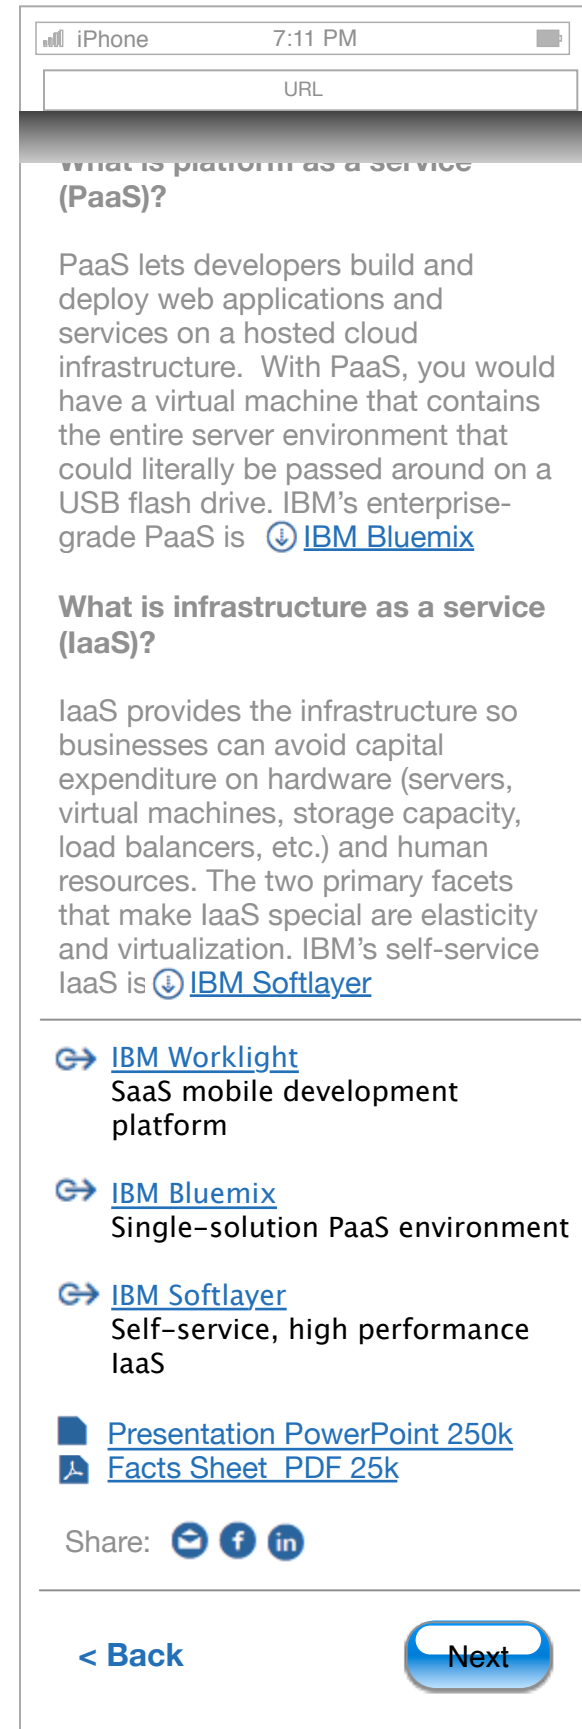 iPhone 7:11 PM
URL
What is platform as a service
(PaaS)?
PaaS lets developers build and
deploy web applications and
services on a hosted cloud
infrastructure.  With PaaS, you would
have a virtual machine that contains
the entire server environment that
could literally be passed around on a
USB flash drive. IBM’s enterprise-
grade PaaS is IBM Bluemix
What is infrastructure as a service
(IaaS)?
IaaS provides the infrastructure so
businesses can avoid capital
expenditure on hardware (servers,
virtual machines, storage capacity,
load balancers, etc.) and human
resources. The two primary facets
that make IaaS special are elasticity
and virtualization. IBM’s self-service
IaaS is IBM Softlayer
IBM Worklight
SaaS mobile development
platform
IBM Bluemix
Single-solution PaaS environment
IBM Softlayer
Self-service, high performance
IaaS
Presentation PowerPoint 250k
Facts Sheet  PDF 25k
Share: f in
< Back Next